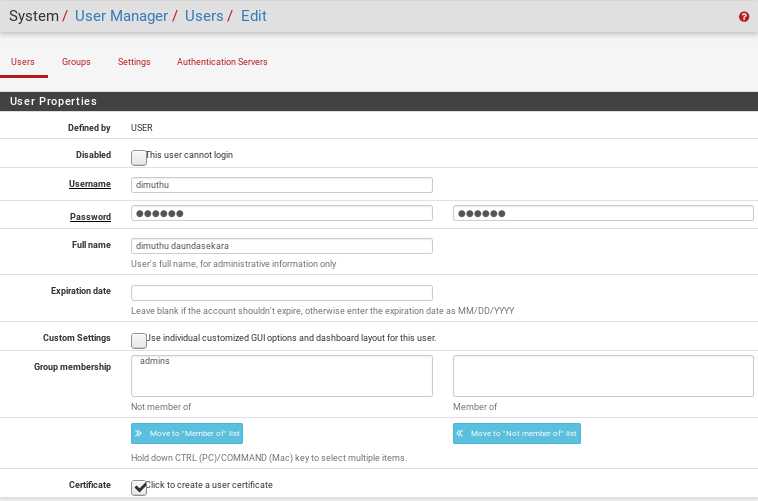 System / User Manager / Users / Edit
Users Groups Settings Authentication Servers
User Properties
Defined by USER
Disabled This user cannot login
Username dimuthu
Password ●●●●●● ●●●●●●
Full name dimuthu daundasekara
User's full name, for administrative information only
Expiration date
Leave blank if the account shouldn't expire, otherwise enter the expiration date as MM/DD/YYYY
Custom Settings Use individual customized GUI options and dashboard layout for this user.
Group membership admins
Not member of Member of
Move to "Member of" list Move to "Not member of" list
Hold down CTRL (PC)/COMMAND (Mac) key to select multiple items.
Certificate Click to create a user certificate